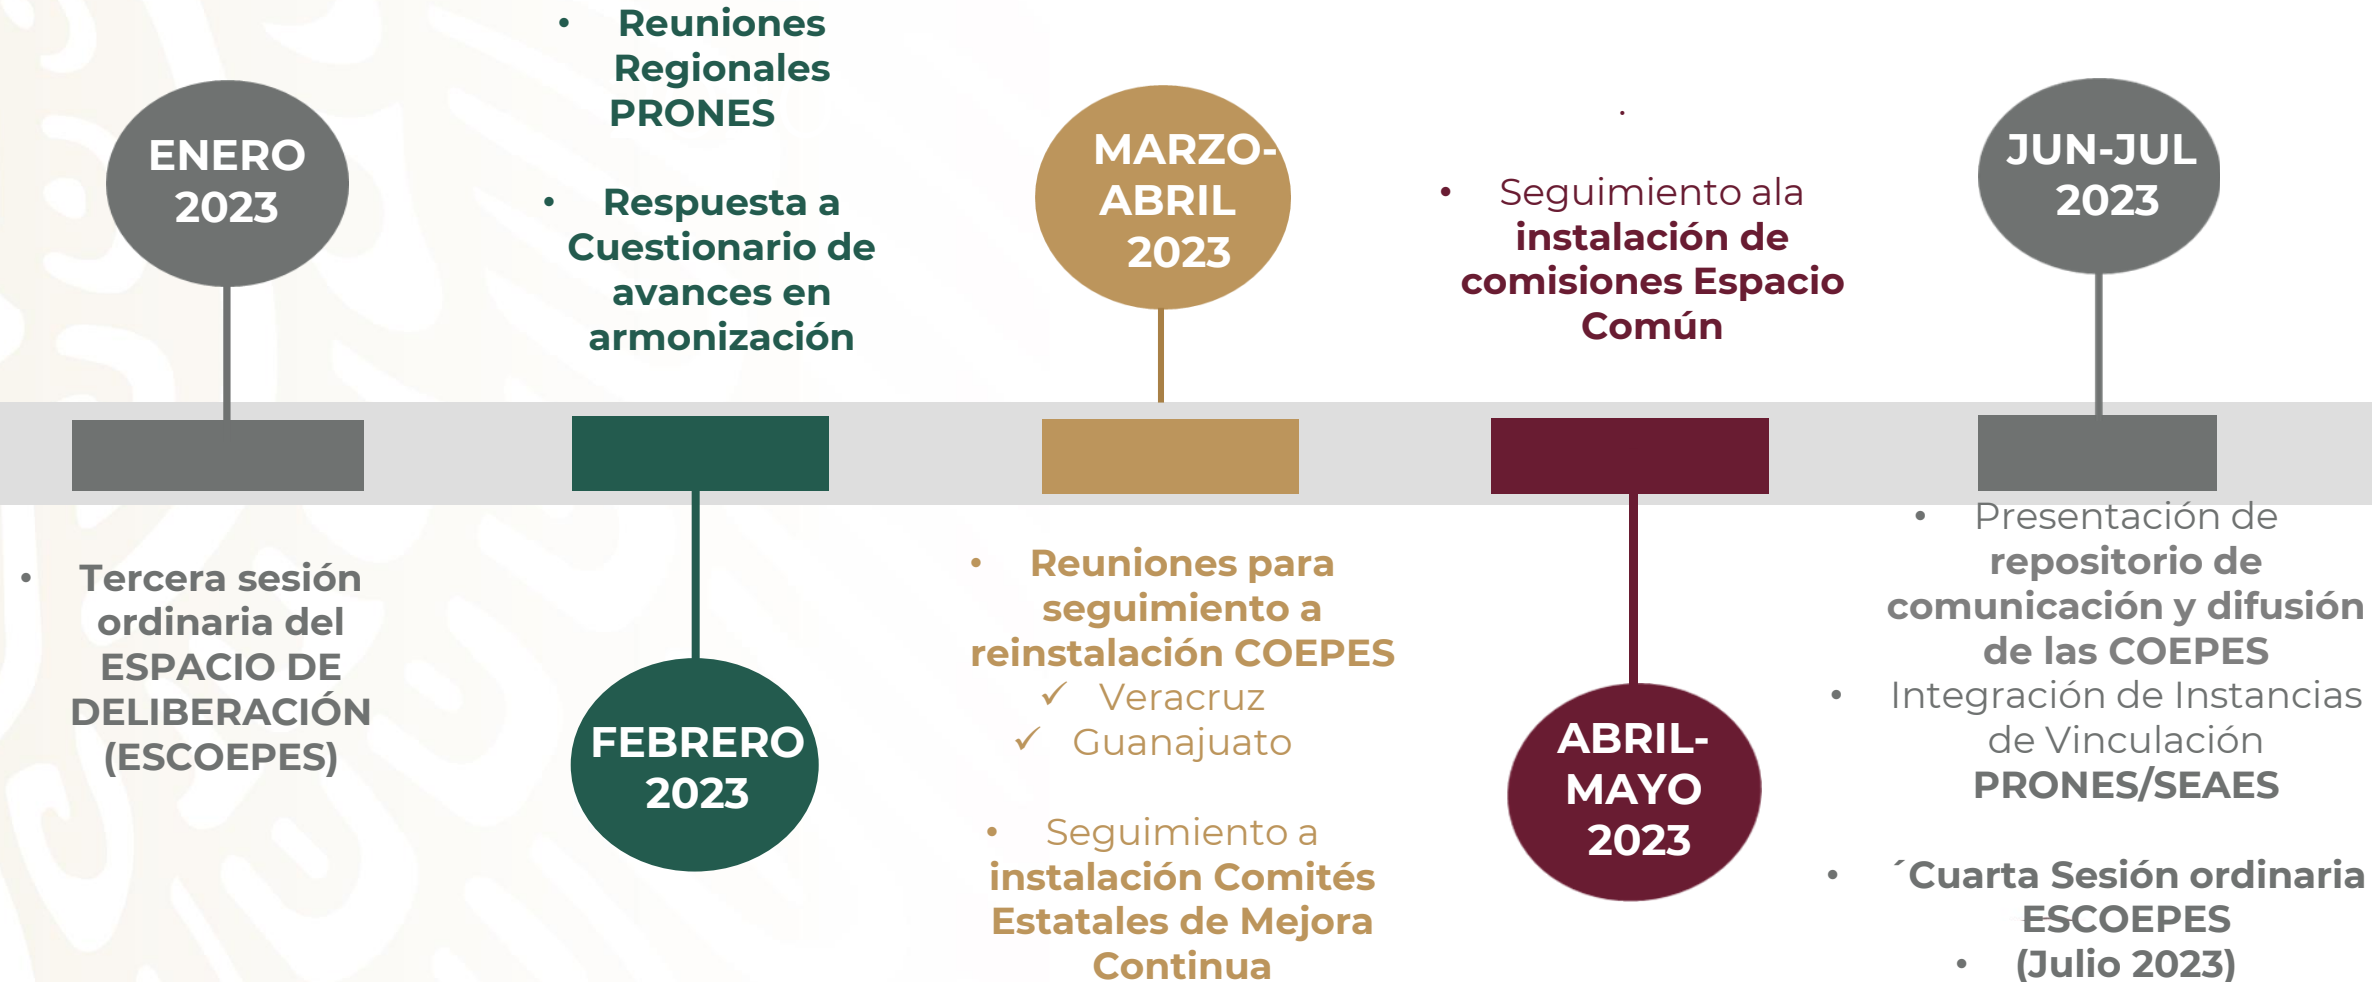 ENERO
2023
• Tercera sesión
ordinaria del
ESPACIO DE
DELIBERACIÓN
(ESCOEPES)
• Reuniones
Regionales
PRONES
• Respuesta a
Cuestionario de
avances en
armonización
FEBRERO
2023
MARZO-
ABRIL
2023
• Reuniones para
seguimiento a
reinstalación COEPES
✓ Veracruz
✓ Guanajuato
• Seguimiento a
instalación Comités
Estatales de Mejora
Continua
•
• Seguimiento ala
instalación de
comisiones Espacio
Común
ABRIL-
MAYO
2023
JUN-JUL
2023
• Presentación de
repositorio de
comunicación y difusión
de las COEPES
• Integración de Instancias
de Vinculación
PRONES/SEAES
• ´Cuarta Sesión ordinaria
ESCOEPES
• (Julio 2023)